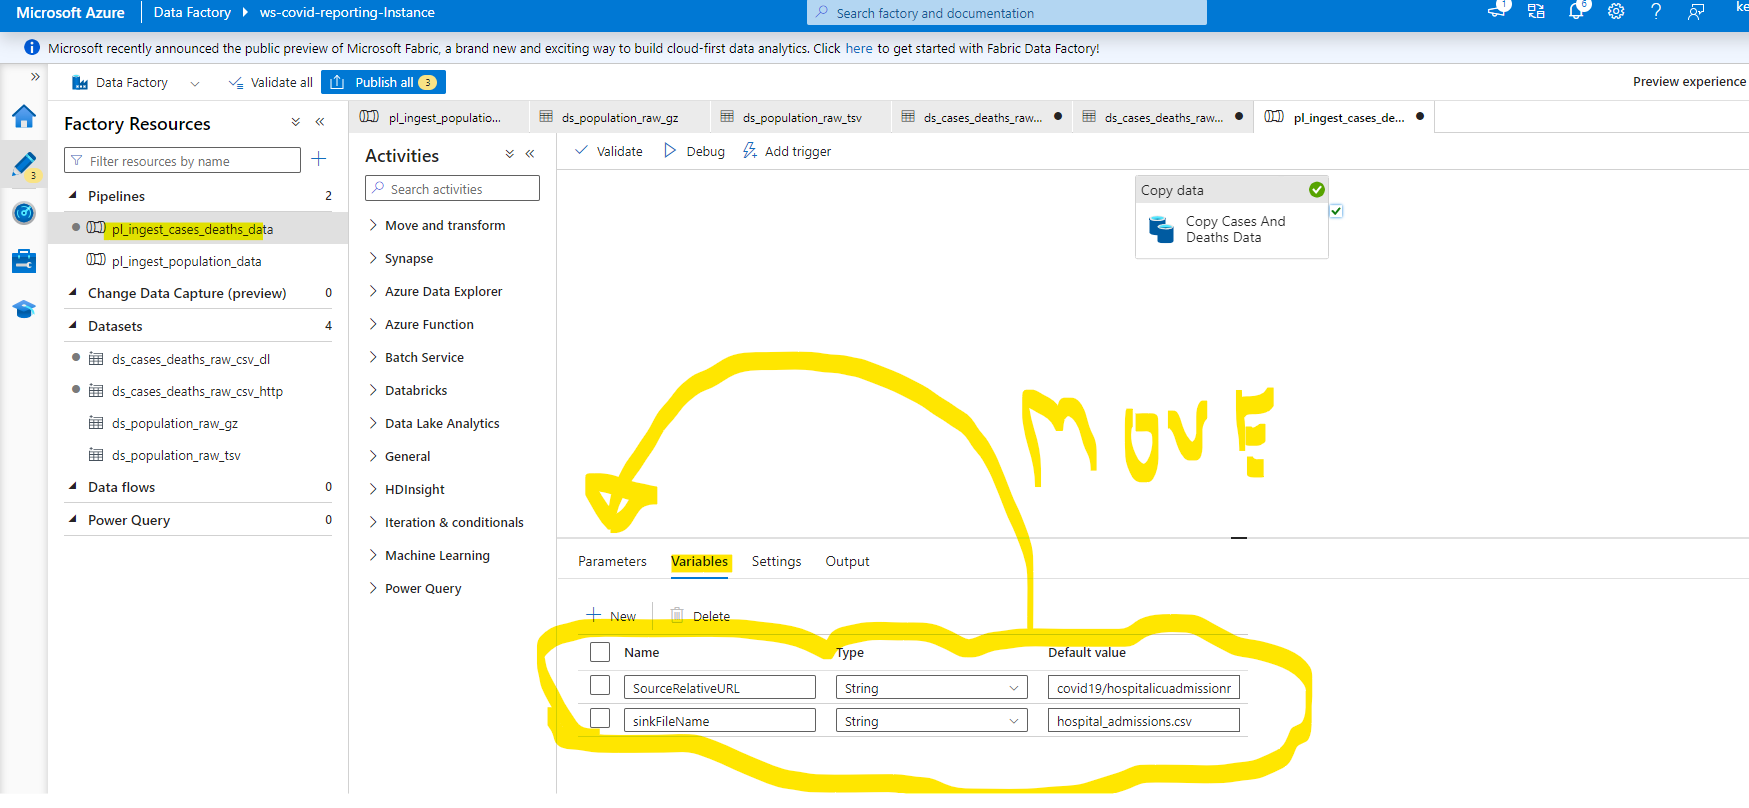 Microsoft Azure Data Factory ws-covid-reporting-Instance Search factory and documentation 1 6 ke
Microsoft recently announced the public preview of Microsoft Fabric, a brand new and exciting way to build cloud-first data analytics. Click here to get started with Fabric Data Factory!
Data Factory Validate all Publish all 3 Preview experience
3
Factory Resources
Filter resources by name
Pipelines 2
pl_ingest_cases_deaths_data
pl_ingest_population_data
Change Data Capture (preview) 0
Datasets 4
ds_cases_deaths_raw_csv_dl
ds_cases_deaths_raw_csv_http
ds_population_raw_gz
ds_population_raw_tsv
Data flows 0
Power Query 0
pl_ingest_populatio... ds_population_raw_gz ds_population_raw_tsv ds_cases_deaths_raw... ds_cases_deaths_raw... pl_ingest_cases_de...
Activities
Search activities
Move and transform
Synapse
Azure Data Explorer
Azure Function
Batch Service
Databricks
Data Lake Analytics
General
HDInsight
Iteration & conditionals
Machine Learning
Power Query
Validate Debug Add trigger
Copy data
Copy Cases And
Deaths Data
MOVE
Parameters Variables Settings Output
New Delete
Name Type Default value
SourceRelativeURL String covid19/hospitalicuadmissionr
sinkFileName String hospital_admissions.csv